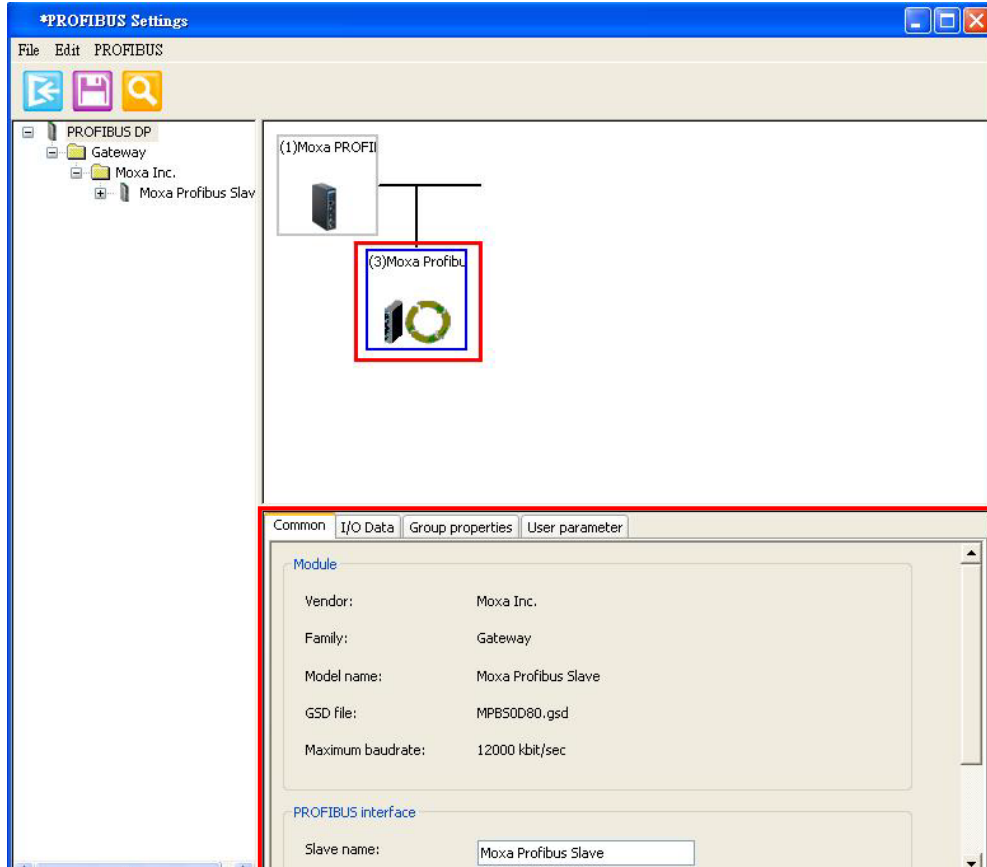 *PROFIBUS Settings
File Edit PROFIBUS
PROFIBUS DP
Gateway
Moxa Inc.
Moxa Profibus Slav
(1)Moxa PROFI
(3)Moxa Profibu
Common I/O Data Group properties User parameter
Module
Vendor: Moxa Inc.
Family: Gateway
Model name: Moxa Profibus Slave
GSD file: MPBS0D80.gsd
Maximum baudrate: 12000 kbit/sec
PROFIBUS interface
Slave name: Moxa Profibus Slave